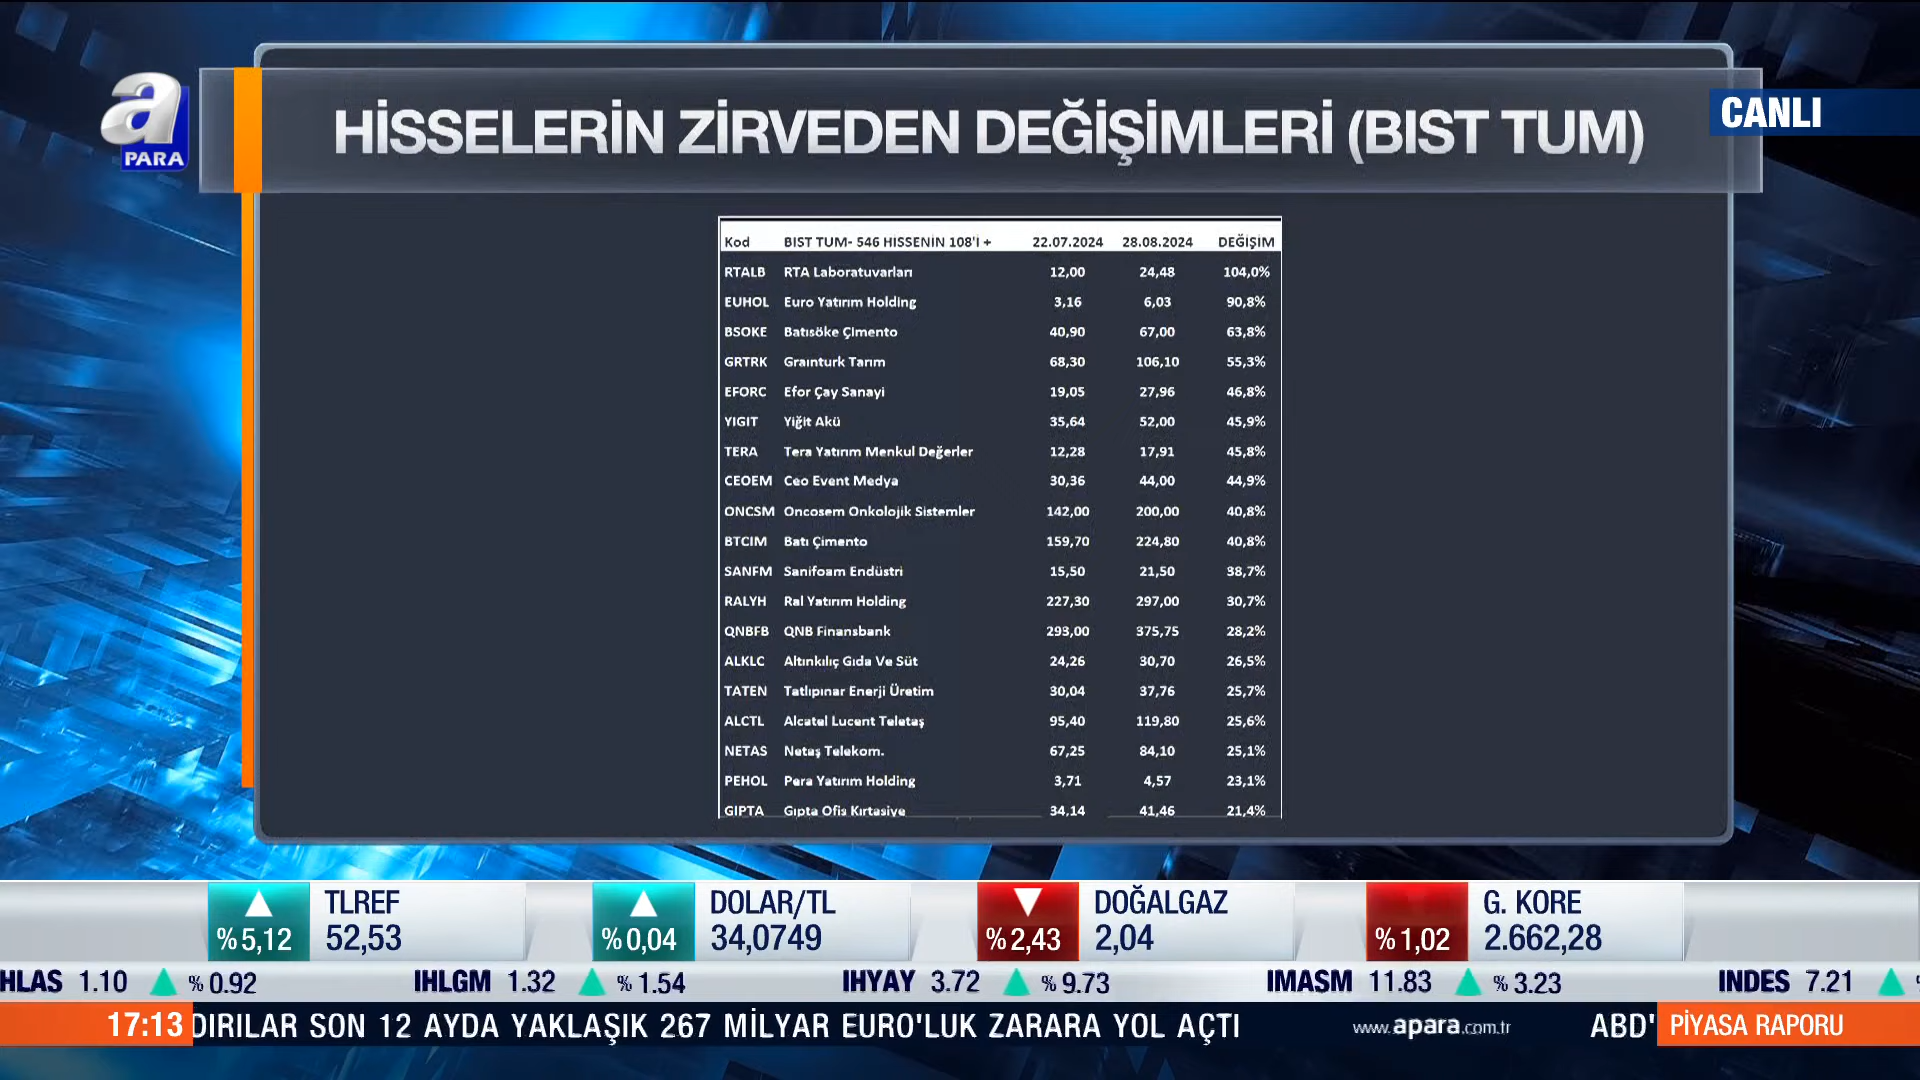 a
PARA
HİSSELERİN ZİRVEDEN DEĞİŞİMLERİ (BIST TUM)
CANLI
Kod BIST TUM- 546 HISSENİN 108'İ + 22.07.2024 28.08.2024 DEĞİŞİM
RTALB RTA Laboratuvarları 12,00 24,48 104,0%
EUHOL Euro Yatırım Holding 3,16 6,03 90,8%
BSOKE Batısöke Çimento 40,90 67,00 63,8%
GRTRK Graınturk Tarım 68,30 106,10 55,3%
EFORC Efor Çay Sanayi 19,05 27,96 46,8%
YIGIT Yiğit Akü 35,64 52,00 45,9%
TERA Tera Yatırım Menkul Değerler 12,28 17,91 45,8%
CEOEM Ceo Event Medya 30,36 44,00 44,9%
ONCSM Oncosem Onkolojik Sistemler 142,00 200,00 40,8%
BTCIM Batı Çimento 159,70 224,80 40,8%
SANFM Sanifoam Endüstri 15,50 21,50 38,7%
RALYH Ral Yatırım Holding 227,30 297,00 30,7%
QNBFB QNB Finansbank 293,00 375,75 28,2%
ALKLC Altınkılıç Gıda Ve Süt 24,26 30,70 26,5%
TATEN Tatlıpınar Enerji Üretim 30,04 37,76 25,7%
ALCTL Alcatel Lucent Teletaş 95,40 119,80 25,6%
NETAS Netaş Telekom. 67,25 84,10 25,1%
PEHOL Pera Yatırım Holding 3,71 4,57 23,1%
GIPTA Gıpta Ofis Kırtasiye 34,14 41,46 21,4%
%5,12 TLREF 52,53
%0,04 DOLAR/TL 34,0749
%2,43 DOĞALGAZ 2,04
%1,02 G. KORE 2.662,28
HLAS 1.10 % 0.92 IHLGM 1.32 % 1.54 IHYAY 3.72 % 9.73 IMASM 11.83 % 3.23 INDES 7.21
17:13 DIRILAR SON 12 AYDA YAKLAŞIK 267 MİLYAR EURO'LUK ZARARA YOL AÇTI www.apara.com.tr ABD' PİYASA RAPORU